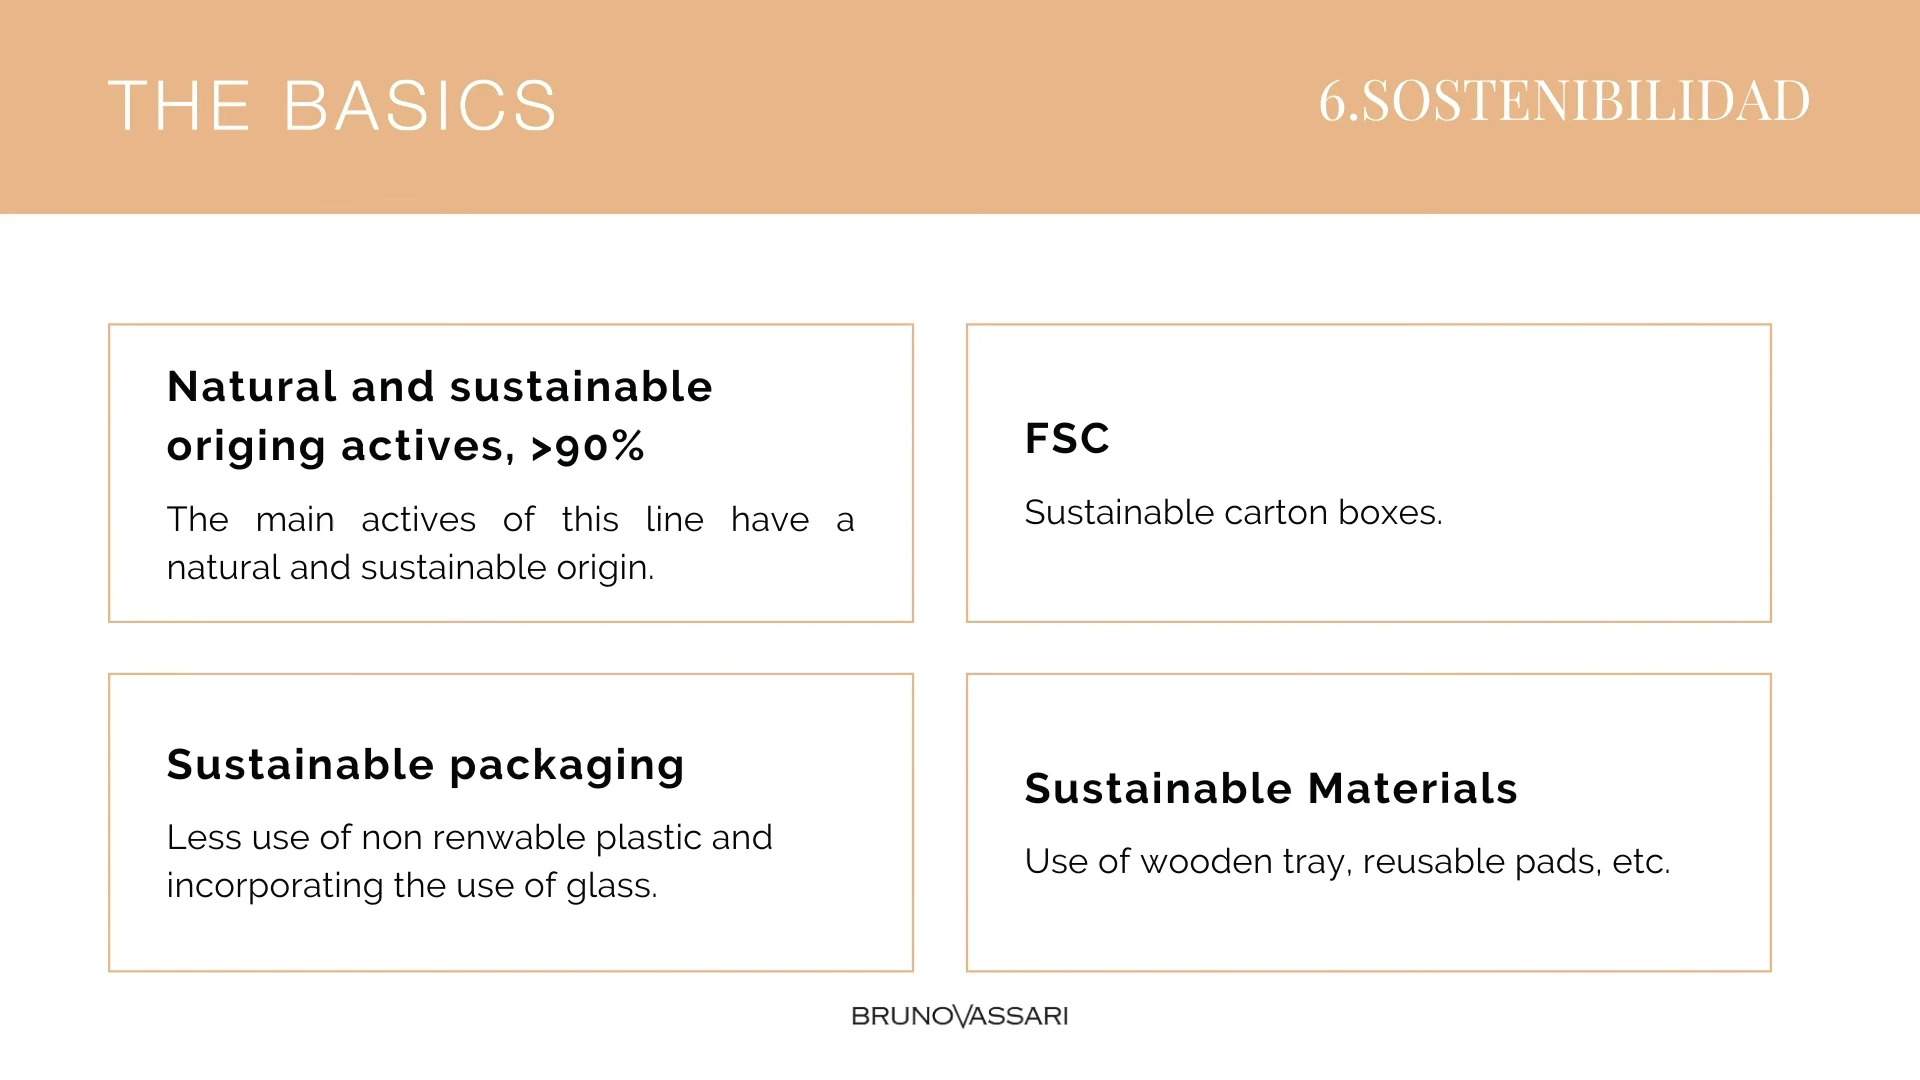 THE BASICS
6.SOSTENIBILIDAD
Natural and sustainable
origing actives, >90%
The main actives of this line have a
natural and sustainable origin.
FSC
Sustainable carton boxes.
Sustainable packaging
Less use of non renwable plastic and
incorporating the use of glass.
Sustainable Materials
Use of wooden tray, reusable pads, etc.
BRUNOVASSARI